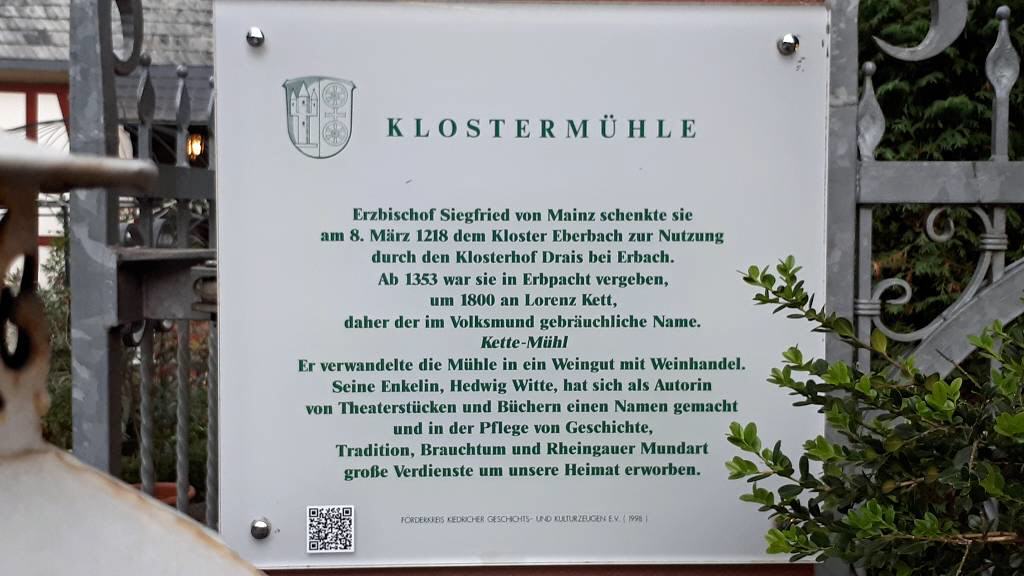 KLOSTERMÜHLE
Erzbischof Siegfried von Mainz schenkte sie
am 8. März 1218 dem Kloster Eberbach zur Nutzung
durch den Klosterhof Drais bei Erbach.
Ab 1353 war sie in Erbpacht vergeben,
um 1800 an Lorenz Kett,
daher der im Volksmund gebräuchliche Name.
Kette-Mühl
Er verwandelte die Mühle in ein Weingut mit Weinhandel.
Seine Enkelin, Hedwig Witte, hat sich als Autorin
von Theaterstücken und Büchern einen Namen gemacht
und in der Pflege von Geschichte,
Tradition, Brauchtum und Rheingauer Mundart
große Verdienste um unsere Heimat erworben.
FÖRDERKREIS KIEDRICHER GESCHICHTS- UND KULTURZEUGEN E.V. ( 1998 )